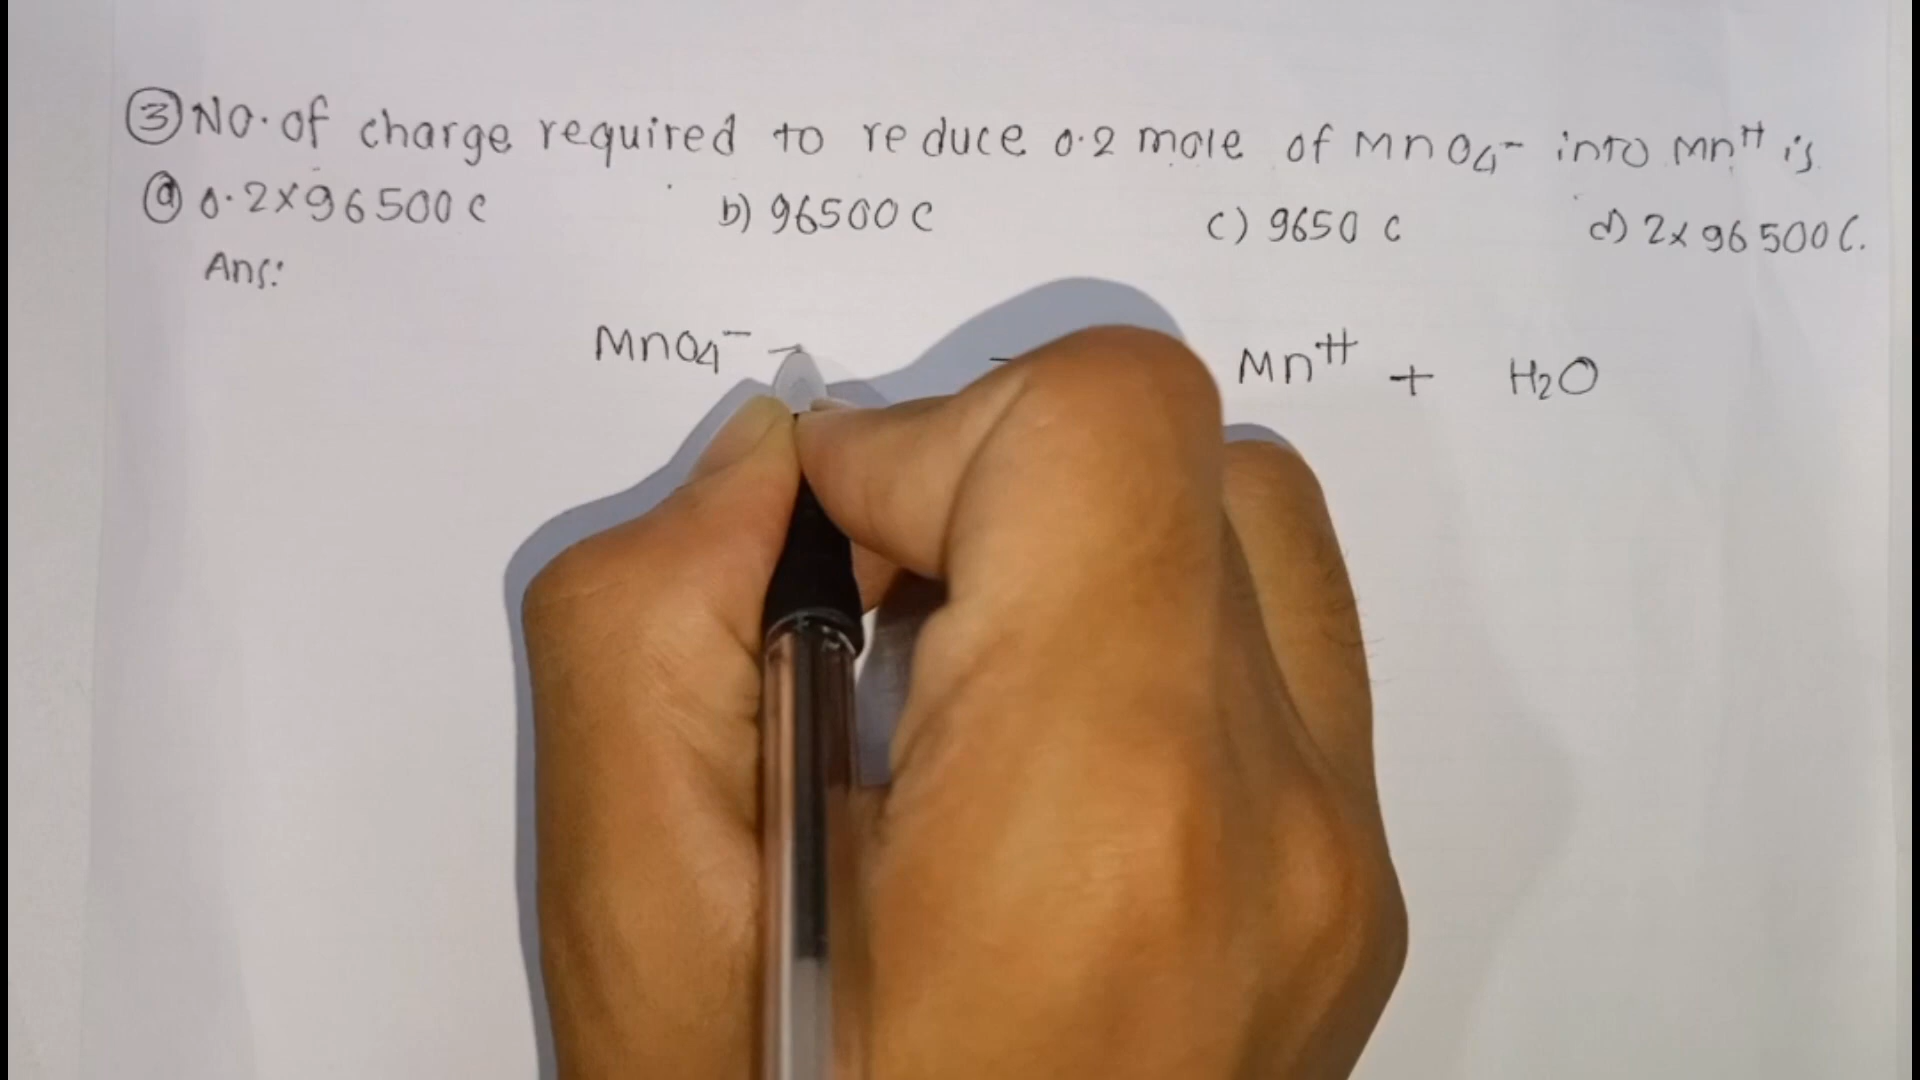 ③ No. of charge required to reduce 0.2 mole of MnO₄⁻ into Mn⁺⁺ is
ⓐ 0.2×96500 C b) 96500 C c) 9650 C d) 2×96500 C.
Ans:
MnO₄⁻ Mn⁺⁺ + H₂O